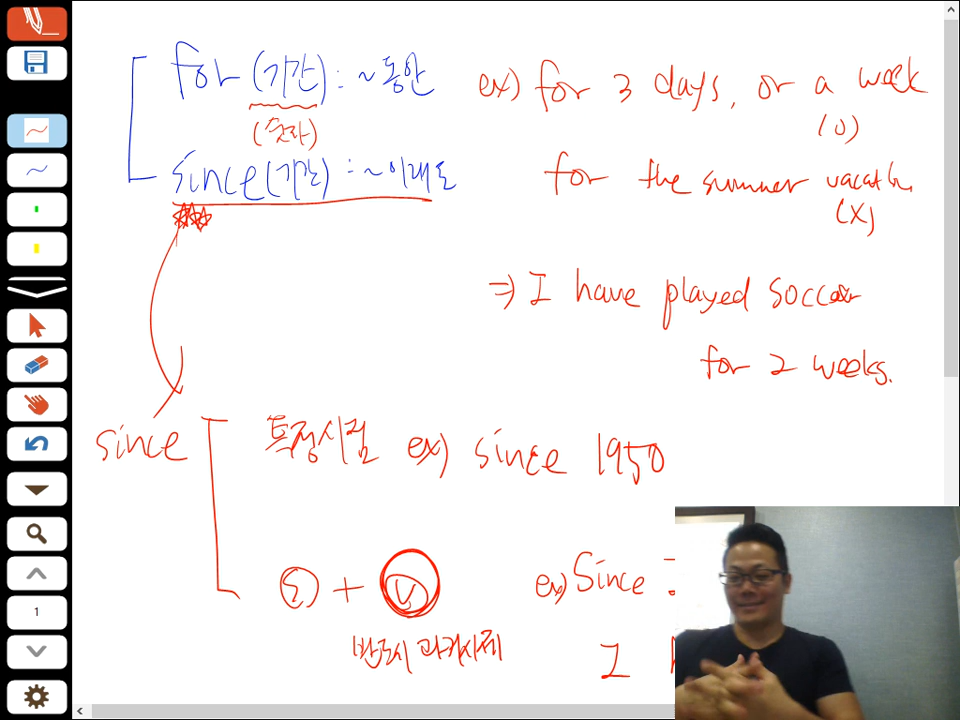 for (기간) : ~동안
(숫자)
since (기간) : ~이래로
ex) for 3 days, or a week
(O)
for the summer vacation
(X)
⇒ I have played soccer
for 2 weeks.
since
특정시점 ex) since 1950
S + V
반드시 과거시제
ex) Since I
I h
1